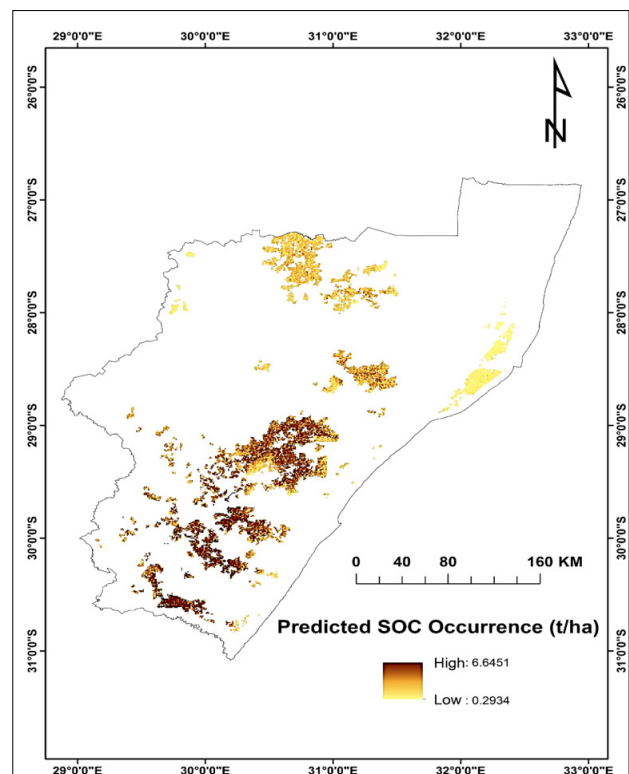 29°0'0"E 30°0'0"E 31°0'0"E 32°0'0"E 33°0'0"E
26°0'0"S 26°0'0"S
N
27°0'0"S 27°0'0"S
28°0'0"S 28°0'0"S
29°0'0"S 29°0'0"S
30°0'0"S 30°0'0"S
0 40 80 160 KM
Predicted SOC Occurrence (t/ha)
31°0'0"S 31°0'0"S
High: 6.6451
Low : 0.2934
29°0'0"E 30°0'0"E 31°0'0"E 32°0'0"E 33°0'0"E